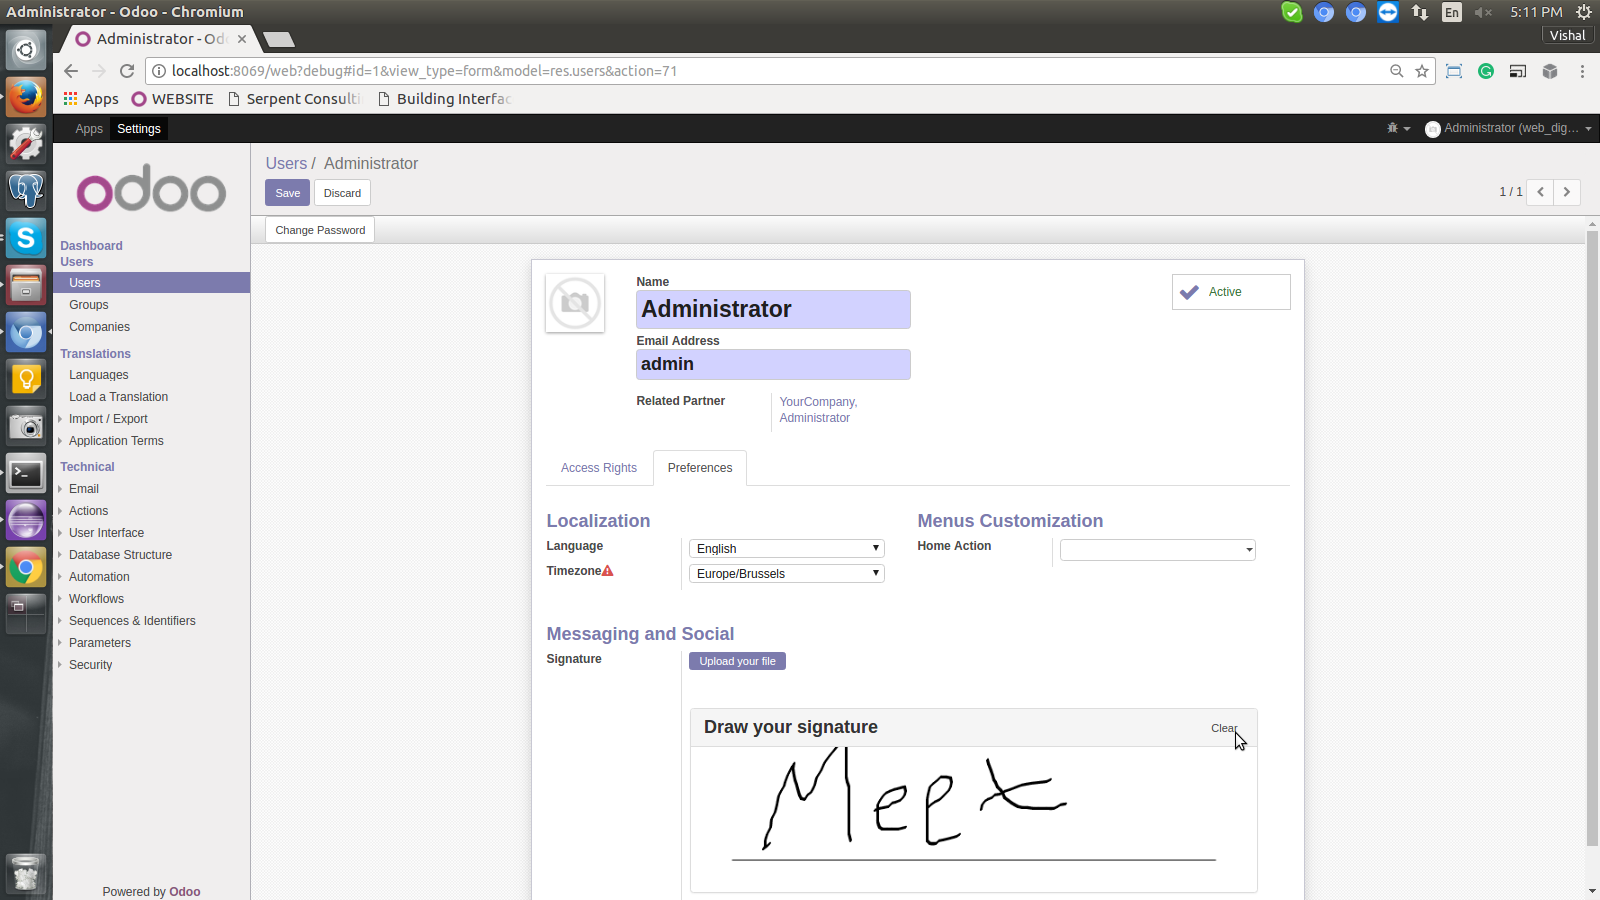 Administrator - Odoo - Chromium
En
5:11 PM
Administrator - Od
Vishal
localhost:8069/web?debug#id=1&view_type=form&model=res.users&action=71
Apps
WEBSITE
Serpent Consulti
Building Interfac
Apps
Settings
Administrator (web_dig...
odoo
Users / Administrator
Save
Discard
1 / 1
Change Password
Dashboard
Users
Users
Groups
Companies
Translations
Languages
Load a Translation
Import / Export
Application Terms
Technical
Email
Actions
User Interface
Database Structure
Automation
Workflows
Sequences & Identifiers
Parameters
Security
Powered by Odoo
Name
Administrator
Active
Email Address
admin
Related Partner
YourCompany,
Administrator
Access Rights
Preferences
Localization
Language
English
Timezone
Europe/Brussels
Menus Customization
Home Action
Messaging and Social
Signature
Upload your file
Draw your signature
Clear
Meet